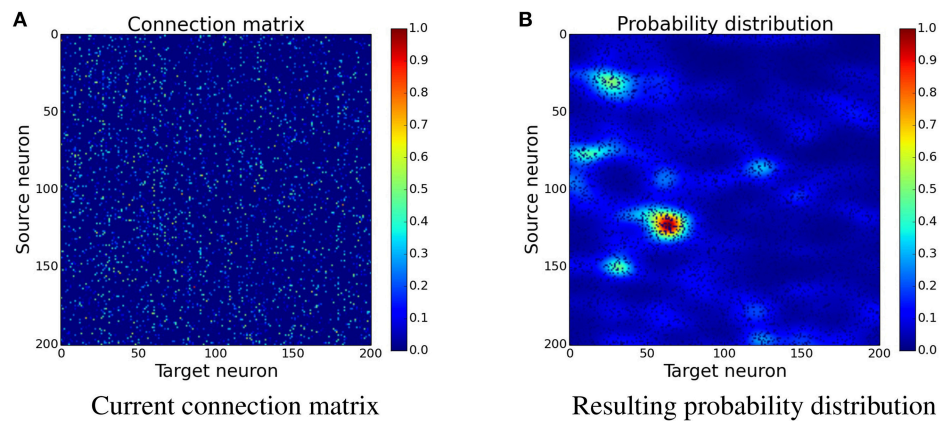 A
Connection matrix
Source neuron
0
50
100
150
200
0 50 100 150 200
Target neuron
1.0
0.9
0.8
0.7
0.6
0.5
0.4
0.3
0.2
0.1
0.0
Current connection matrix
B
Probability distribution
Source neuron
0
50
100
150
200
0 50 100 150 200
Target neuron
1.0
0.9
0.8
0.7
0.6
0.5
0.4
0.3
0.2
0.1
0.0
Resulting probability distribution